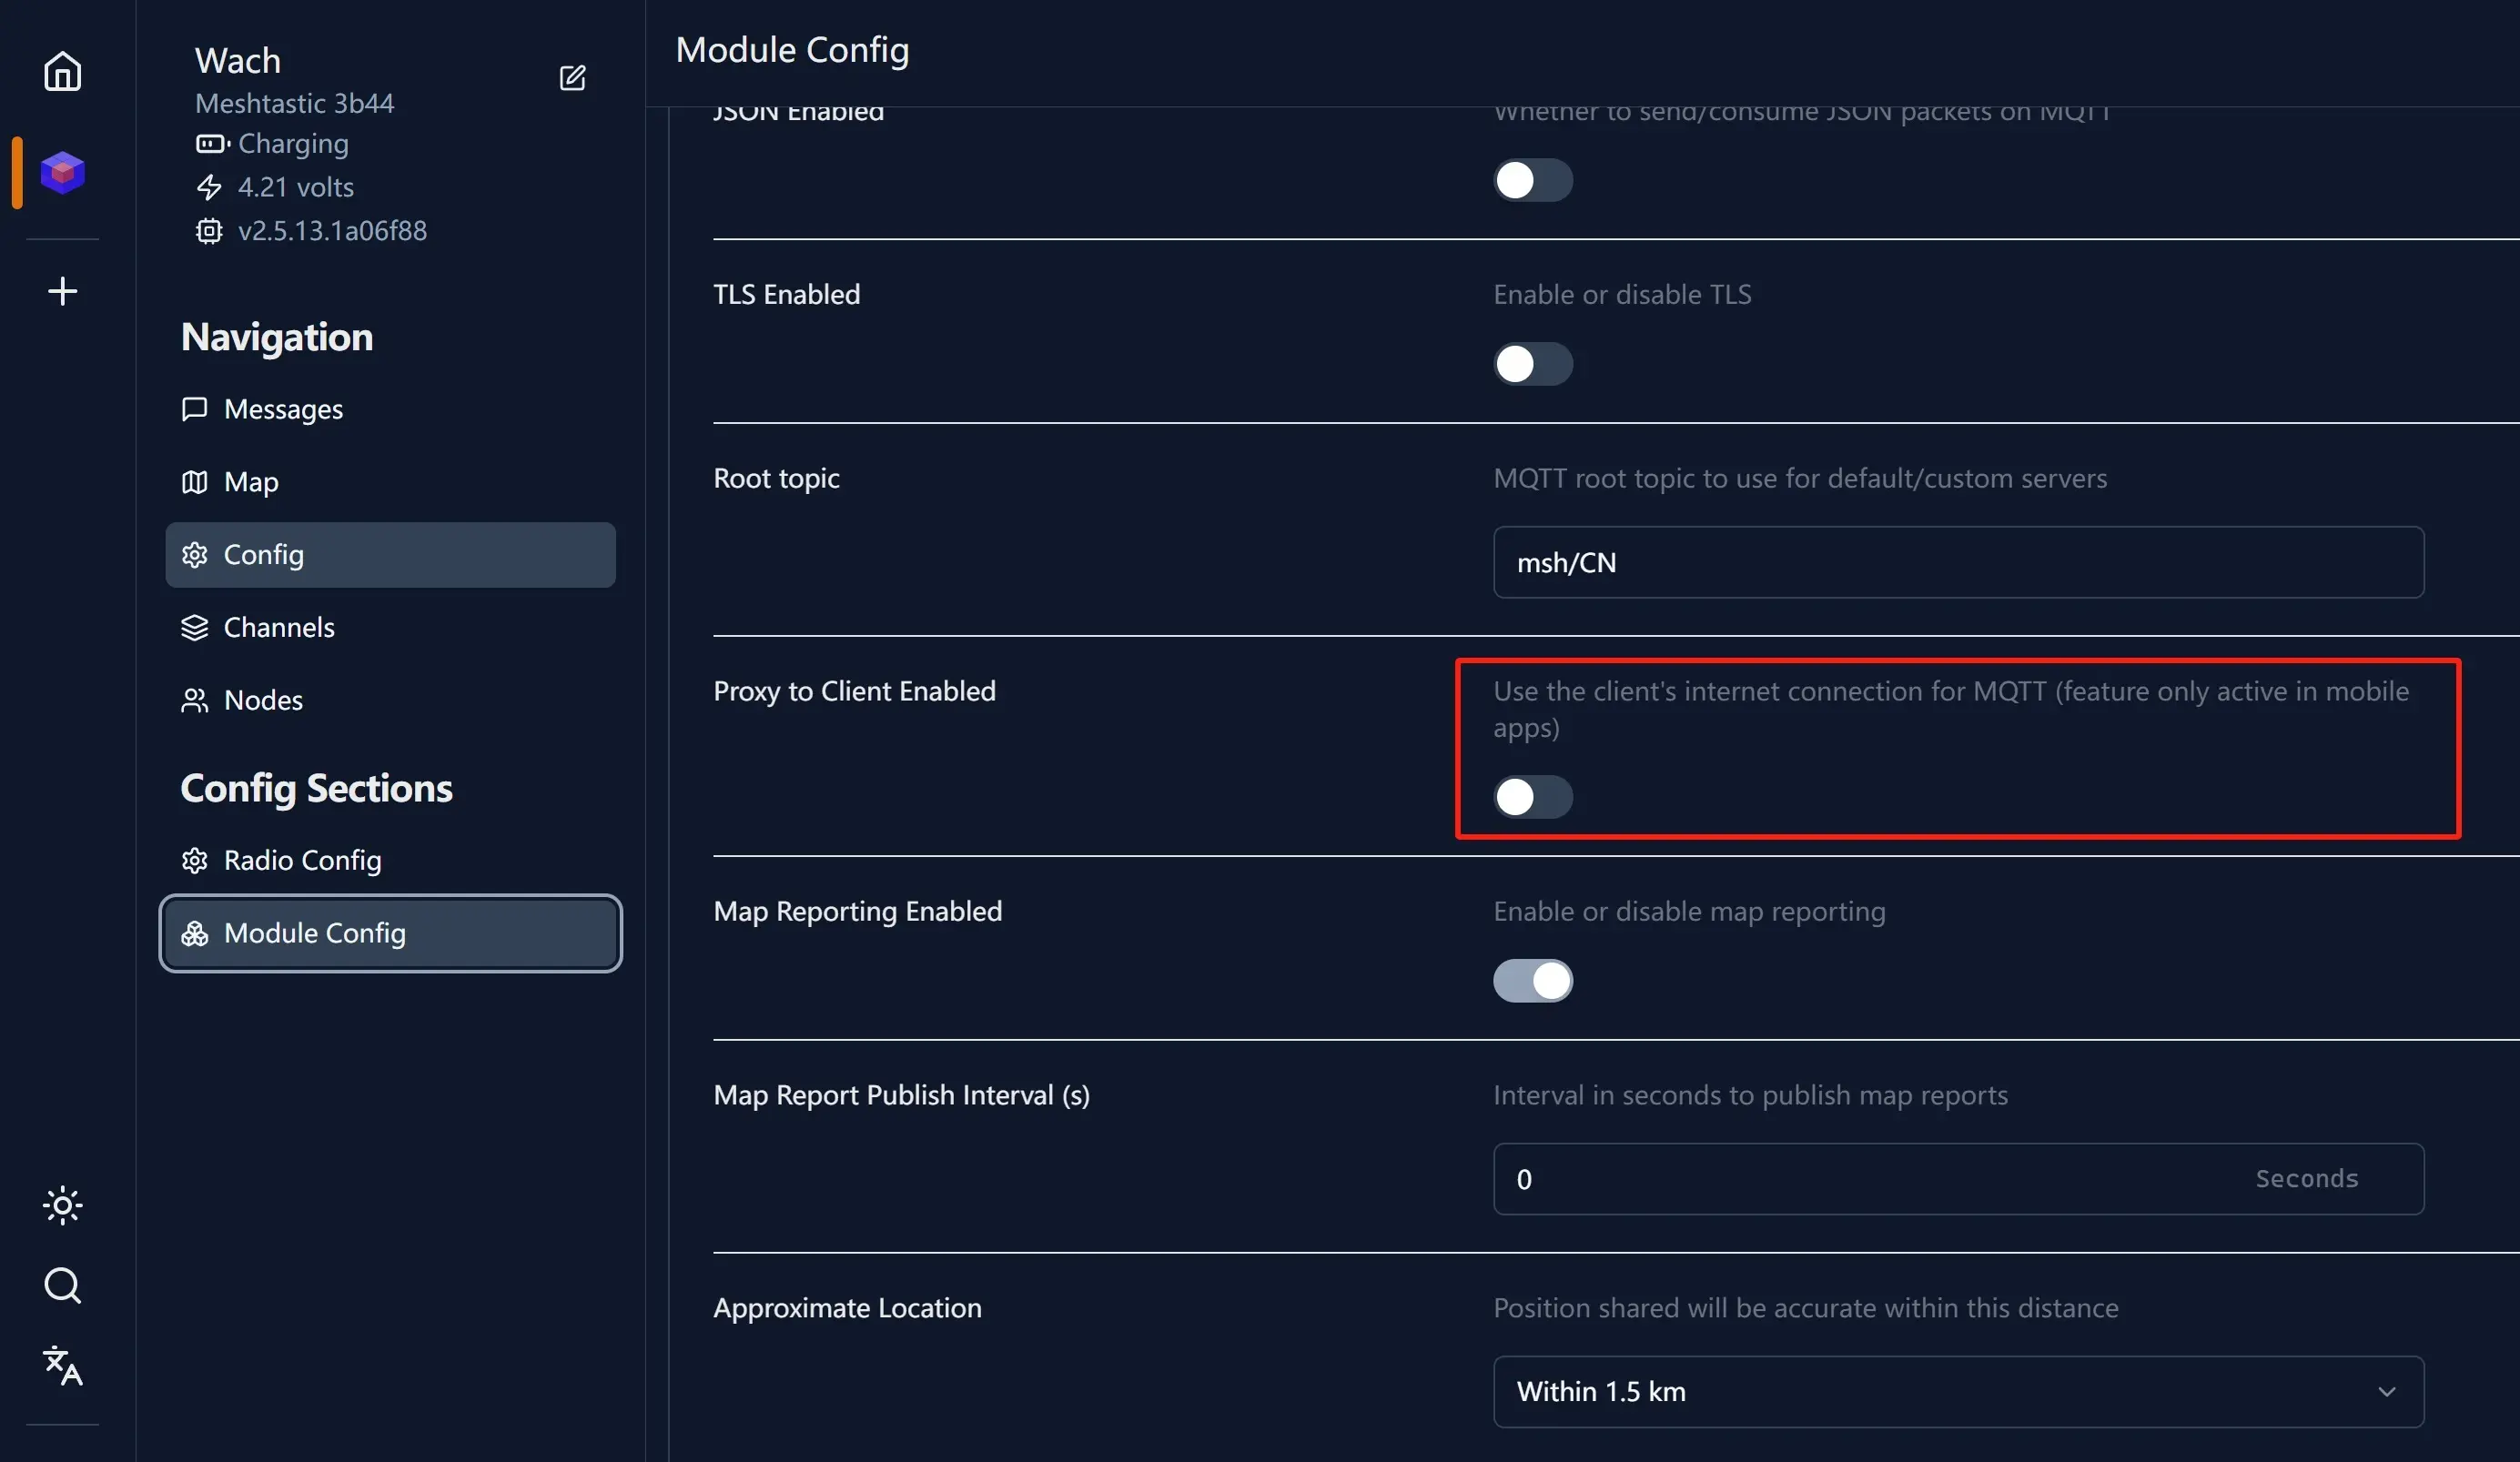 Wach
Meshtastic 3b44
Charging
4.21 volts
v2.5.13.1a06f88
Navigation
Messages
Map
Config
Channels
Nodes
Config Sections
Radio Config
Module Config
Module Config
JSON Enabled
Whether to send/consume JSON packets on MQTT
TLS Enabled
Enable or disable TLS
Root topic
MQTT root topic to use for default/custom servers
msh/CN
Proxy to Client Enabled
Use the client's internet connection for MQTT (feature only active in mobile
apps)
Map Reporting Enabled
Enable or disable map reporting
Map Report Publish Interval (s)
Interval in seconds to publish map reports
0
Seconds
Approximate Location
Position shared will be accurate within this distance
Within 1.5 km